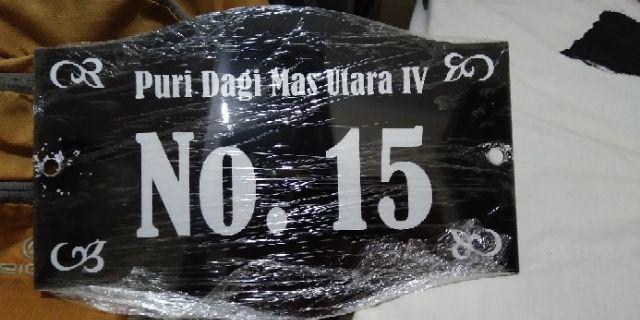 Puri Dagi Mas Utara IV
No. 15